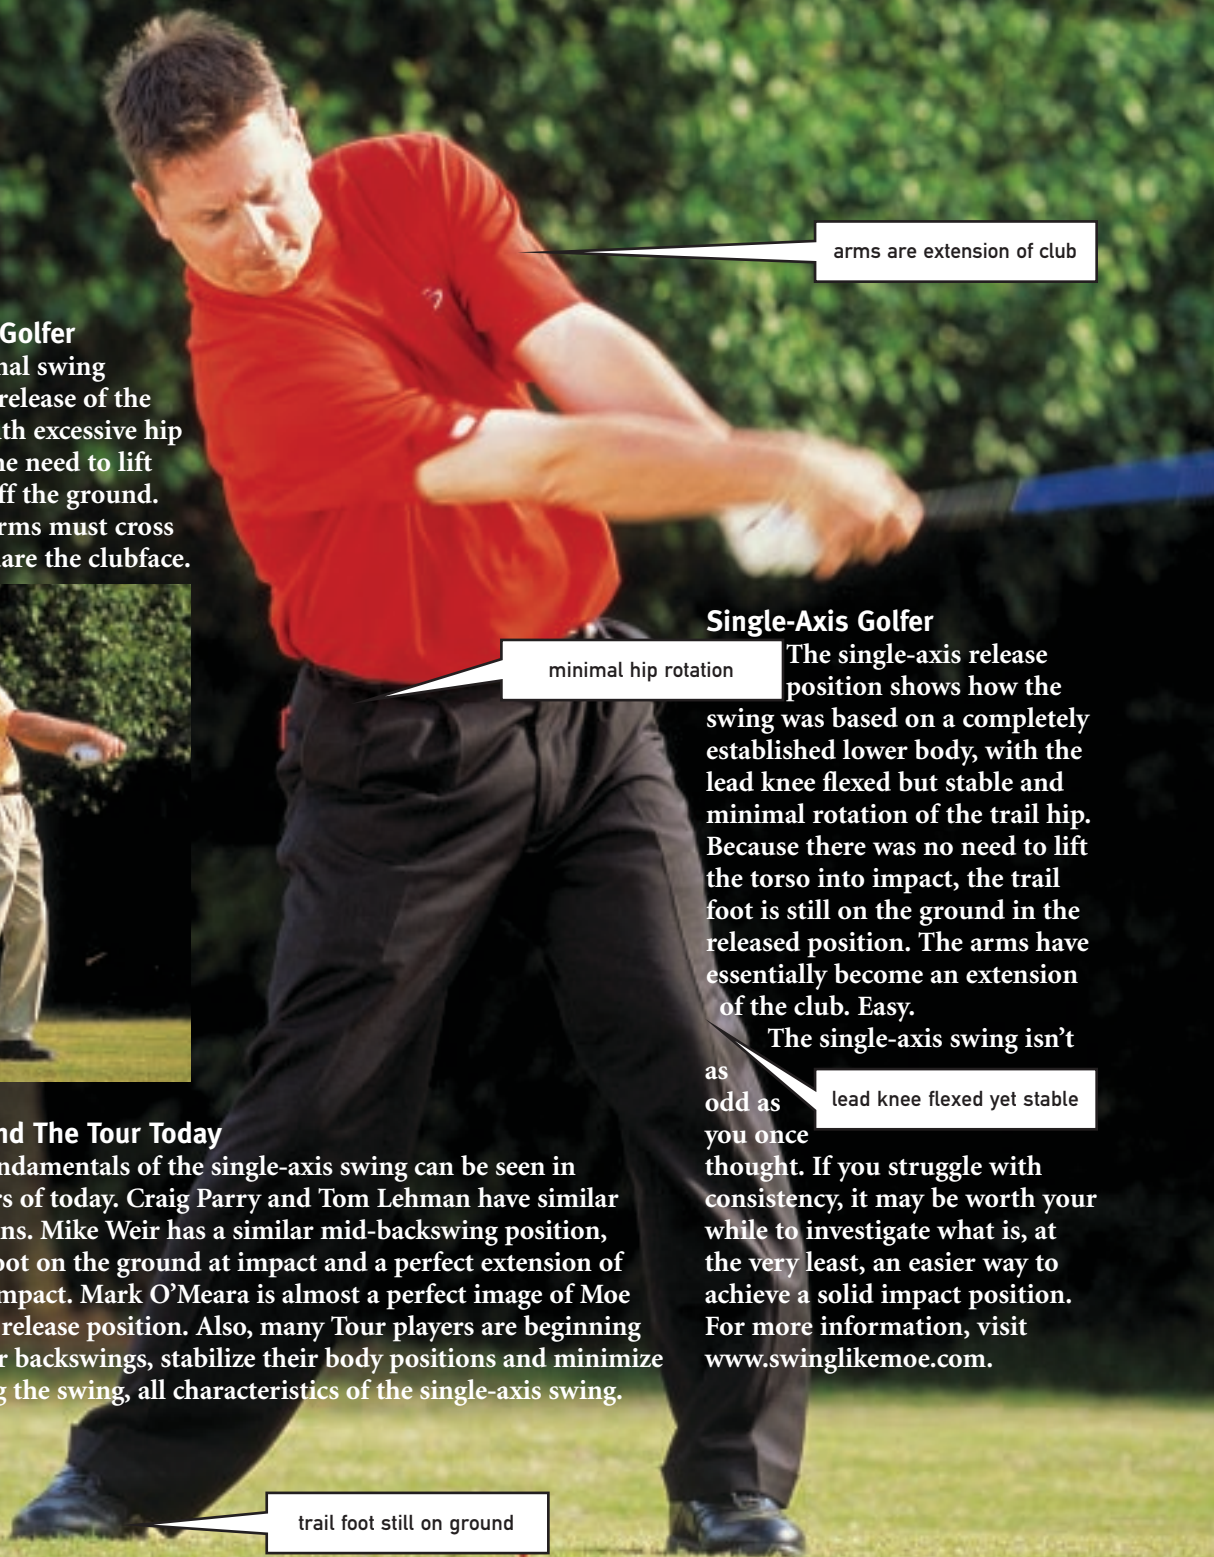 Golfer
nal swing
release of the
th excessive hip
ne need to lift
ff the ground.
rms must cross
are the clubface.
arms are extension of club
minimal hip rotation
Single-Axis Golfer
The single-axis release
position shows how the
swing was based on a completely
established lower body, with the
lead knee flexed but stable and
minimal rotation of the trail hip.
Because there was no need to lift
the torso into impact, the trail
foot is still on the ground in the
released position. The arms have
essentially become an extension
of the club. Easy.
The single-axis swing isn't
as
odd as
you once
thought. If you struggle with
consistency, it may be worth your
while to investigate what is, at
the very least, an easier way to
achieve a solid impact position.
For more information, visit
www.swinglikemoe.com.
lead knee flexed yet stable
nd The Tour Today
ndamentals of the single-axis swing can be seen in
rs of today. Craig Parry and Tom Lehman have similar
ns. Mike Weir has a similar mid-backswing position,
oot on the ground at impact and a perfect extension of
mpact. Mark O'Meara is almost a perfect image of Moe
release position. Also, many Tour players are beginning
r backswings, stabilize their body positions and minimize
g the swing, all characteristics of the single-axis swing.
trail foot still on ground